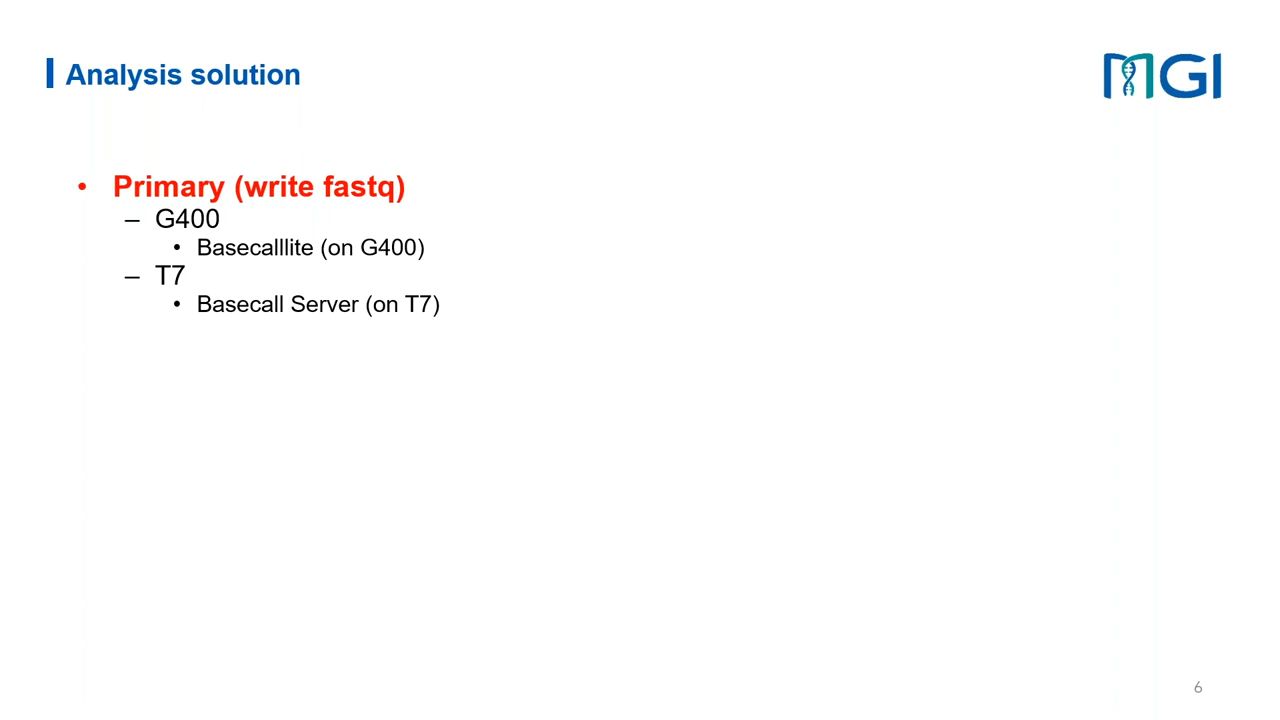 Analysis solution
MGI
• Primary (write fastq)
– G400
• Basecalllite (on G400)
– T7
• Basecall Server (on T7)
6